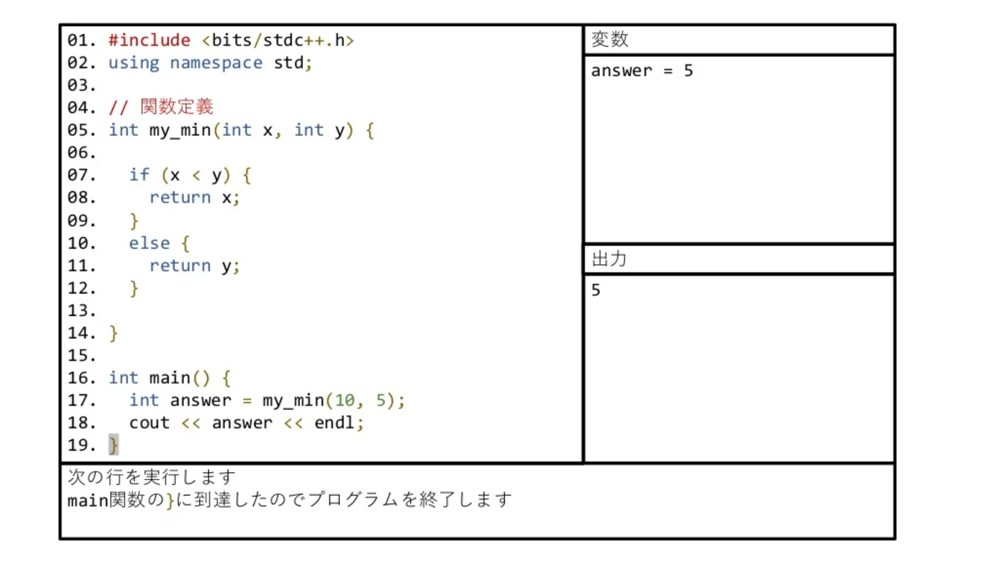 01. #include <bits/stdc++.h>
02. using namespace std;
03.
04. // 関数定義
05. int my_min(int x, int y) {
06.
07.   if (x < y) {
08.     return x;
09.   }
10.   else {
11.     return y;
12.   }
13.
14. }
15.
16. int main() {
17.   int answer = my_min(10, 5);
18.   cout << answer << endl;
19. }
変数
answer = 5
出力
5
次の行を実行します
main関数の}に到達したのでプログラムを終了します